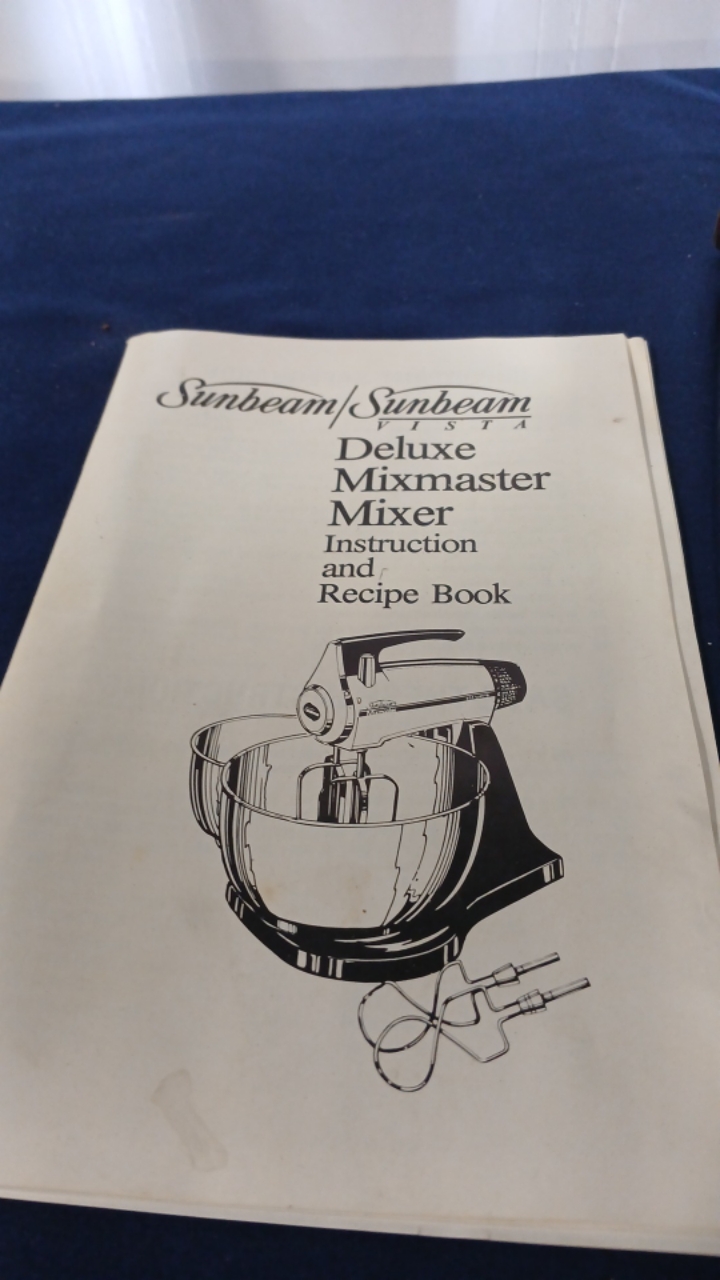 Sunbeam/Sunbeam
VISTA
Deluxe
Mixmaster
Mixer
Instruction
and
Recipe Book